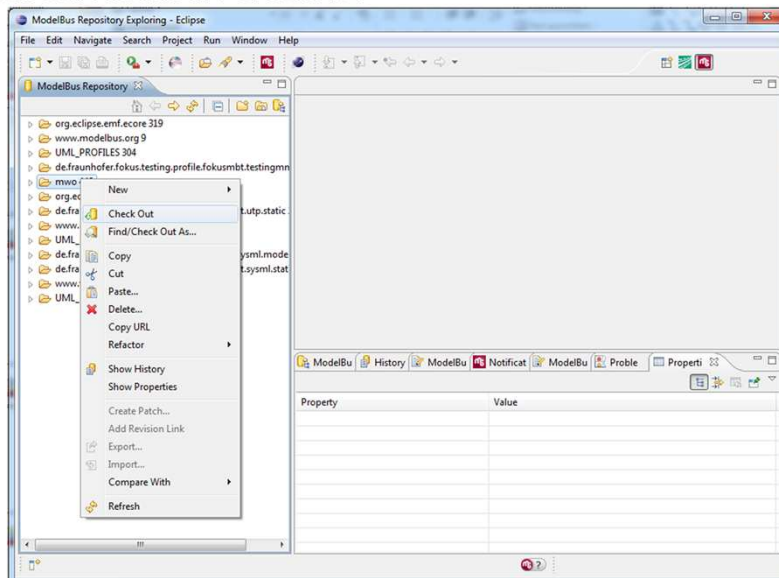 ModelBus Repository Exploring - Eclipse
File Edit Navigate Search Project Run Window Help
ModelBus Repository
org.eclipse.emf.ecore 319
www.modelbus.org 9
UML_PROFILES 304
de.fraunhofer.fokus.testing.profile.fokusmbt.testingmn
mwo
org.ec
de.fra t.utp.static
www.
UML_
de.fra ysml.mode
de.fra t.sysml.stat
www.
UML_
New
Check Out
Find/Check Out As...
Copy
Cut
Paste...
Delete...
Copy URL
Refactor
Show History
Show Properties
Create Patch...
Add Revision Link
Export...
Import...
Compare With
Refresh
ModelBu History ModelBu Notificat ModelBu Proble Properti
Property Value